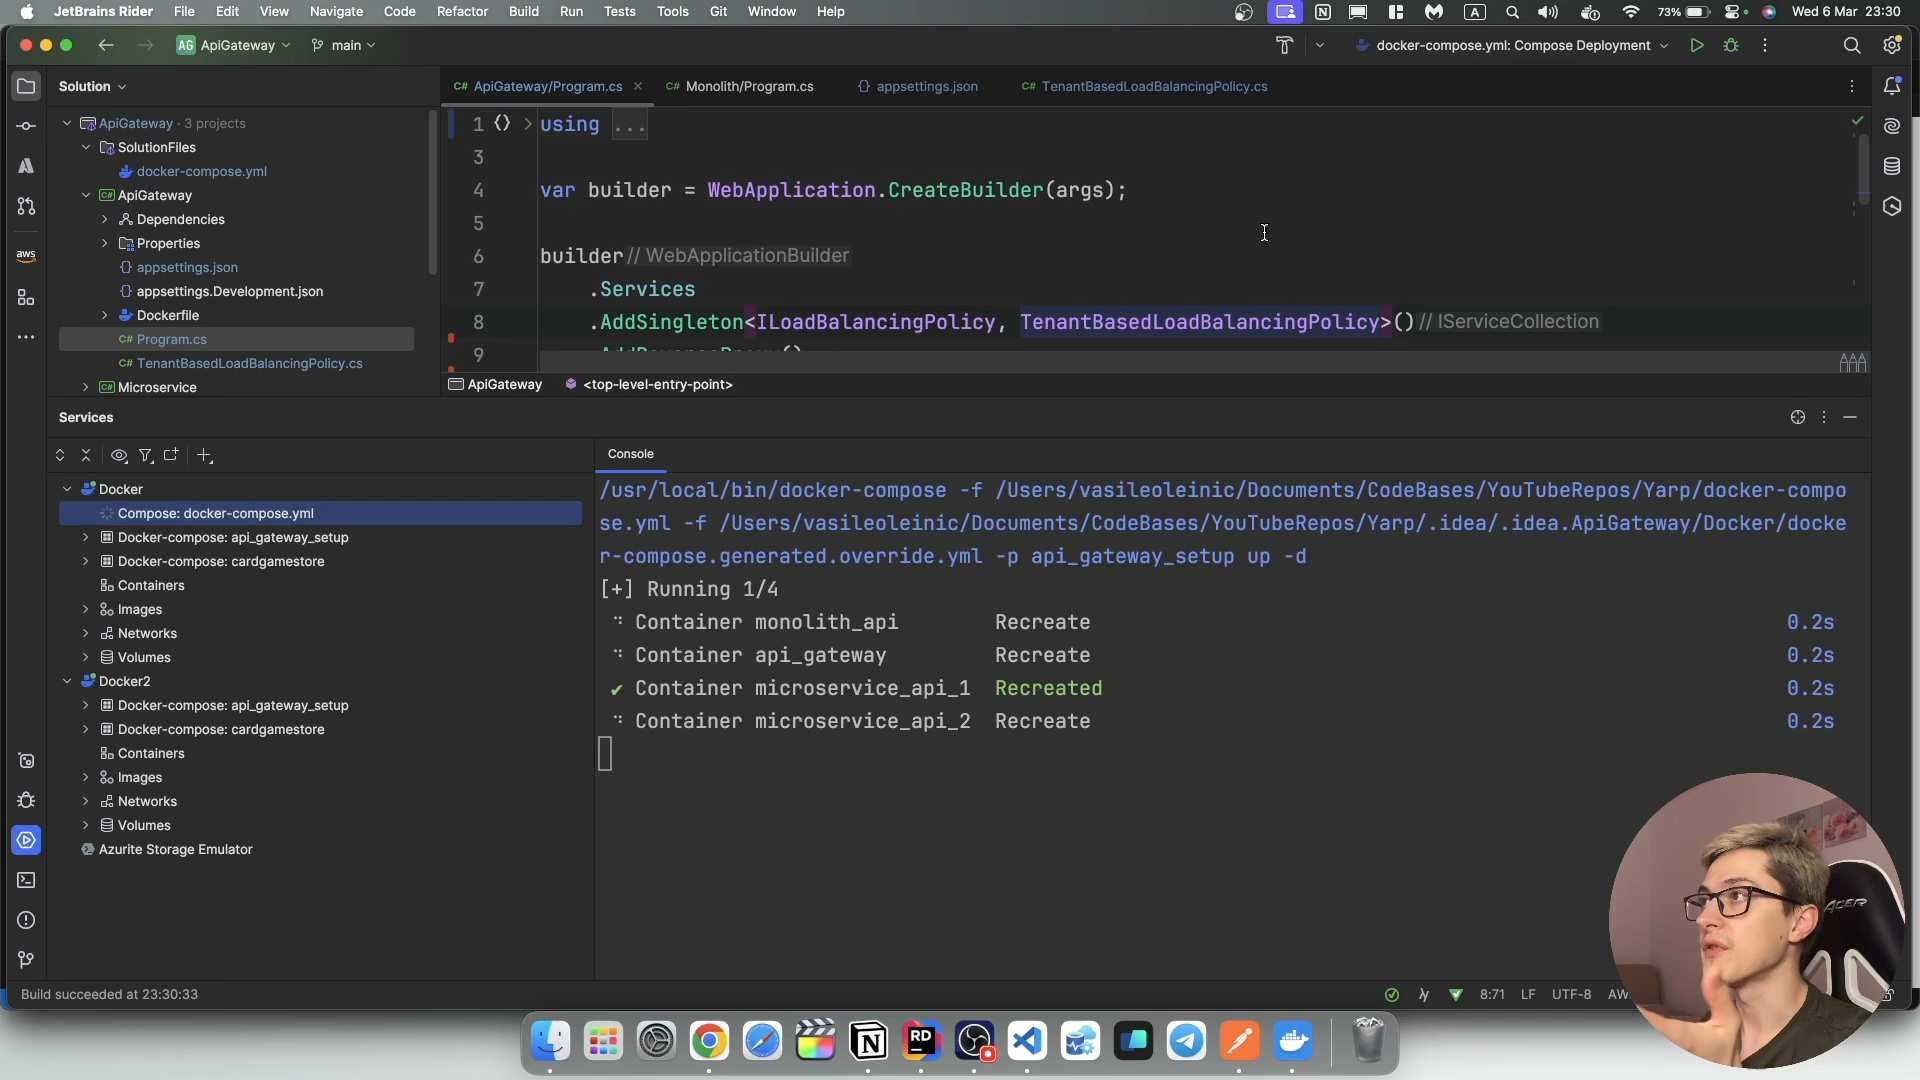 JetBrains Rider File Edit View Navigate Code Refactor Build Run Tests Tools Git Window Help A 73% Wed 6 Mar 23:30
AG ApiGateway main docker-compose.yml: Compose Deployment
Solution
ApiGateway · 3 projects
SolutionFiles
docker-compose.yml
C# ApiGateway
Dependencies
Properties
{} appsettings.json
{} appsettings.Development.json
Dockerfile
C# Program.cs
C# TenantBasedLoadBalancingPolicy.cs
C# Microservice
aws
C# ApiGateway/Program.cs C# Monolith/Program.cs {} appsettings.json C# TenantBasedLoadBalancingPolicy.cs
1 {} using ...
3
4 var builder = WebApplication.CreateBuilder(args);
5
6 builder // WebApplicationBuilder
7 .Services
8 .AddSingleton<ILoadBalancingPolicy, TenantBasedLoadBalancingPolicy>() // IServiceCollection
9 .AddReverseProxy()
ApiGateway <top-level-entry-point>
Services
Docker
Compose: docker-compose.yml
Docker-compose: api_gateway_setup
Docker-compose: cardgamestore
Containers
Images
Networks
Volumes
Docker2
Docker-compose: api_gateway_setup
Docker-compose: cardgamestore
Containers
Images
Networks
Volumes
Azurite Storage Emulator
Console
/usr/local/bin/docker-compose -f /Users/vasileoleinic/Documents/CodeBases/YouTubeRepos/Yarp/docker-compo
se.yml -f /Users/vasileoleinic/Documents/CodeBases/YouTubeRepos/Yarp/.idea/.idea.ApiGateway/Docker/docke
r-compose.generated.override.yml -p api_gateway_setup up -d
[+] Running 1/4
Container monolith_api Recreate 0.2s
Container api_gateway Recreate 0.2s
✔ Container microservice_api_1 Recreated 0.2s
Container microservice_api_2 Recreate 0.2s
ACER
Build succeeded at 23:30:33
8:71 LF UTF-8
RD